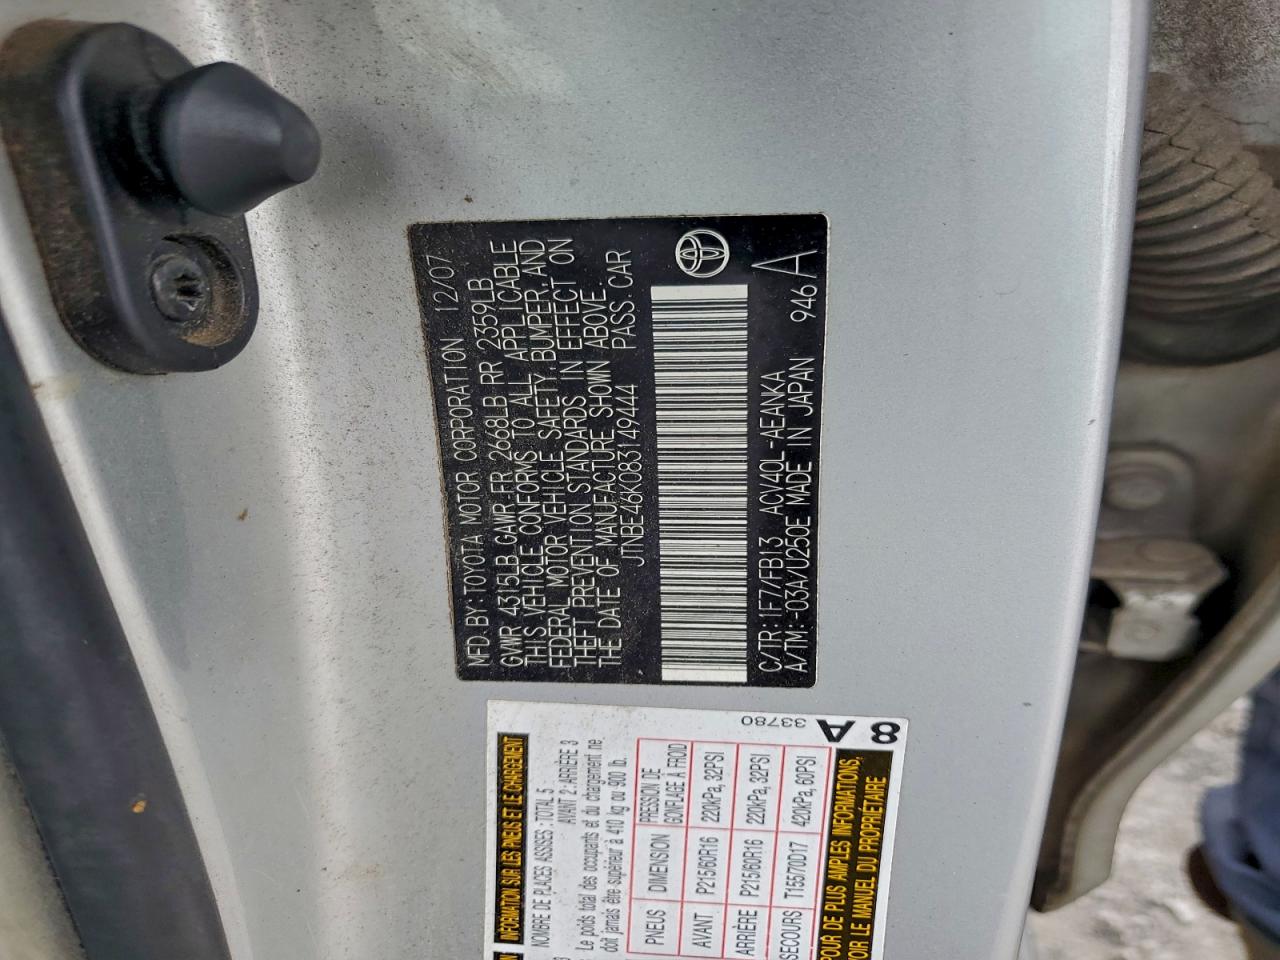 MFD. BY: TOYOTA MOTOR CORPORATION 12/07
GVWR 4315LB GAWR FR 2668LB RR 2359LB
THIS VEHICLE CONFORMS TO ALL APPLICABLE
FEDERAL MOTOR VEHICLE SAFETY, BUMPER, AND
THEFT PREVENTION STANDARDS IN EFFECT ON
THE DATE OF MANUFACTURE SHOWN ABOVE.
JTNBE46K083149444 PASS. CAR
C/TR: 1F7/FB13 ACV40L-AEANKA
A/TM: -03A/U250E MADE IN JAPAN 946 A
INFORMATION SUR LES PNEUS ET LE CHARGEMENT
NOMBRE DE PLACES ASSISES : TOTAL 5
AVANT 2 : ARRIÈRE 3
Le poids total des occupants et du chargement ne
doit jamais être supérieur à 410 kg ou 900 lb.
PNEUS DIMENSION PRESSION DE GONFLAGE À FROID
AVANT P215/60R16 220kPa, 32PSI
ARRIÈRE P215/60R16 220kPa, 32PSI
SECOURS T155/70D17 420kPa, 60PSI
POUR DE PLUS AMPLES INFORMATIONS,
VOIR LE MANUEL DU PROPRIÉTAIRE
33780
8A